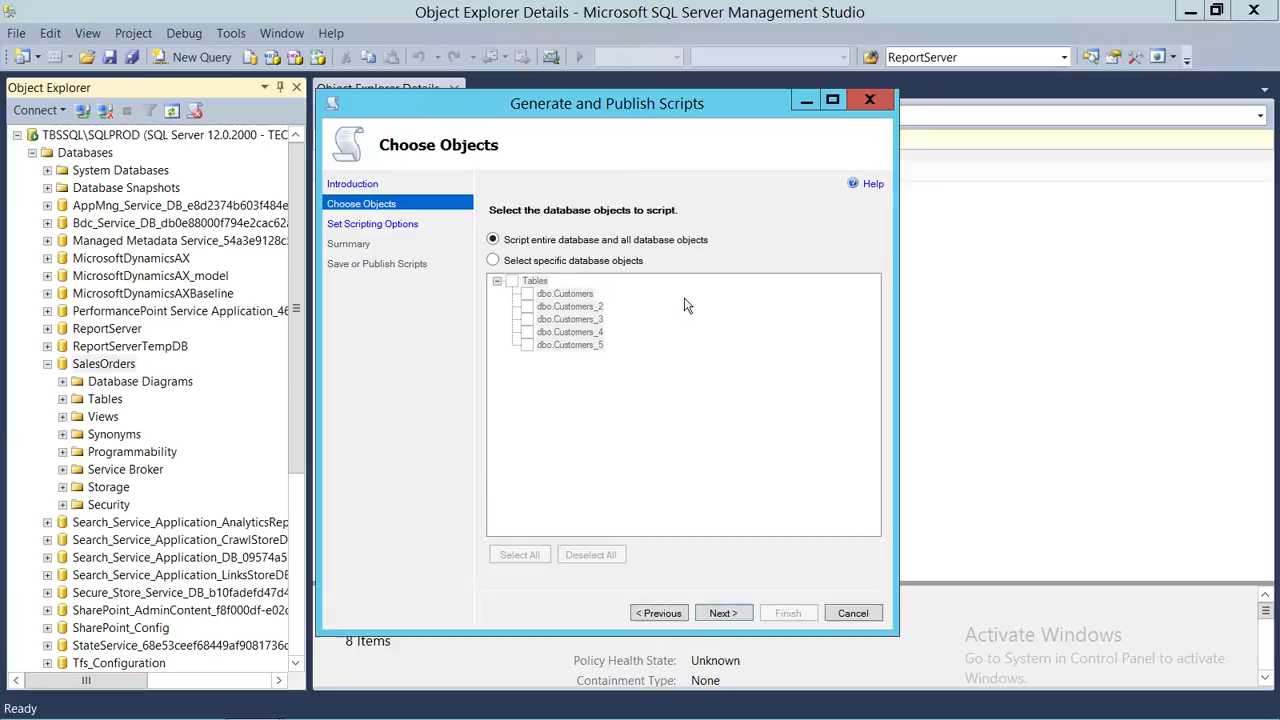 Object Explorer Details - Microsoft SQL Server Management Studio
File Edit View Project Debug Tools Window Help
New Query
ReportServer
Object Explorer
Connect
TBSSQL\SQLPROD (SQL Server 12.0.2000 - TEC
Databases
System Databases
Database Snapshots
AppMng_Service_DB_e8d2374b603f484e
Bdc_Service_DB_db0e88000f794e2cac62
Managed Metadata Service_54a3e9128c
MicrosoftDynamicsAX
MicrosoftDynamicsAX_model
MicrosoftDynamicsAXBaseline
PerformancePoint Service Application_46
ReportServer
ReportServerTempDB
SalesOrders
Database Diagrams
Tables
Views
Synonyms
Programmability
Service Broker
Storage
Security
Search_Service_Application_AnalyticsRep
Search_Service_Application_CrawlStoreD
Search_Service_Application_DB_09574a5
Search_Service_Application_LinksStoreDB
Secure_Store_Service_DB_b10fadefd47d4
SharePoint_AdminContent_f8f000df-e02c
SharePoint_Config
StateService_68e53ceef68449af9081736c
Tfs_Configuration
Object Explorer Details
Generate and Publish Scripts
Choose Objects
Introduction
Choose Objects
Set Scripting Options
Summary
Save or Publish Scripts
Help
Select the database objects to script.
Script entire database and all database objects
Select specific database objects
Tables
dbo.Customers
dbo.Customers_2
dbo.Customers_3
dbo.Customers_4
dbo.Customers_5
Select All Deselect All
< Previous Next > Finish Cancel
8 Items
Policy Health State: Unknown
Containment Type: None
Activate Windows
Go to System in Control Panel to activate
Windows.
Ready